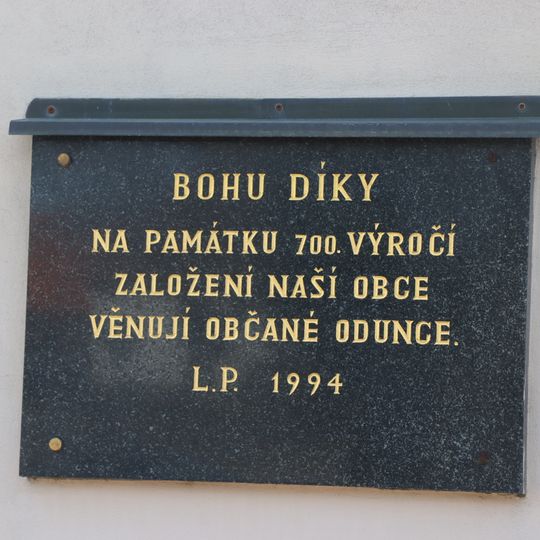 BOHU DÍKY
NA PAMÁTKU 700. VÝROČÍ
ZALOŽENÍ NAŠÍ OBCE
VĚNUJÍ OBČANÉ ODUNCE.
L.P. 1994